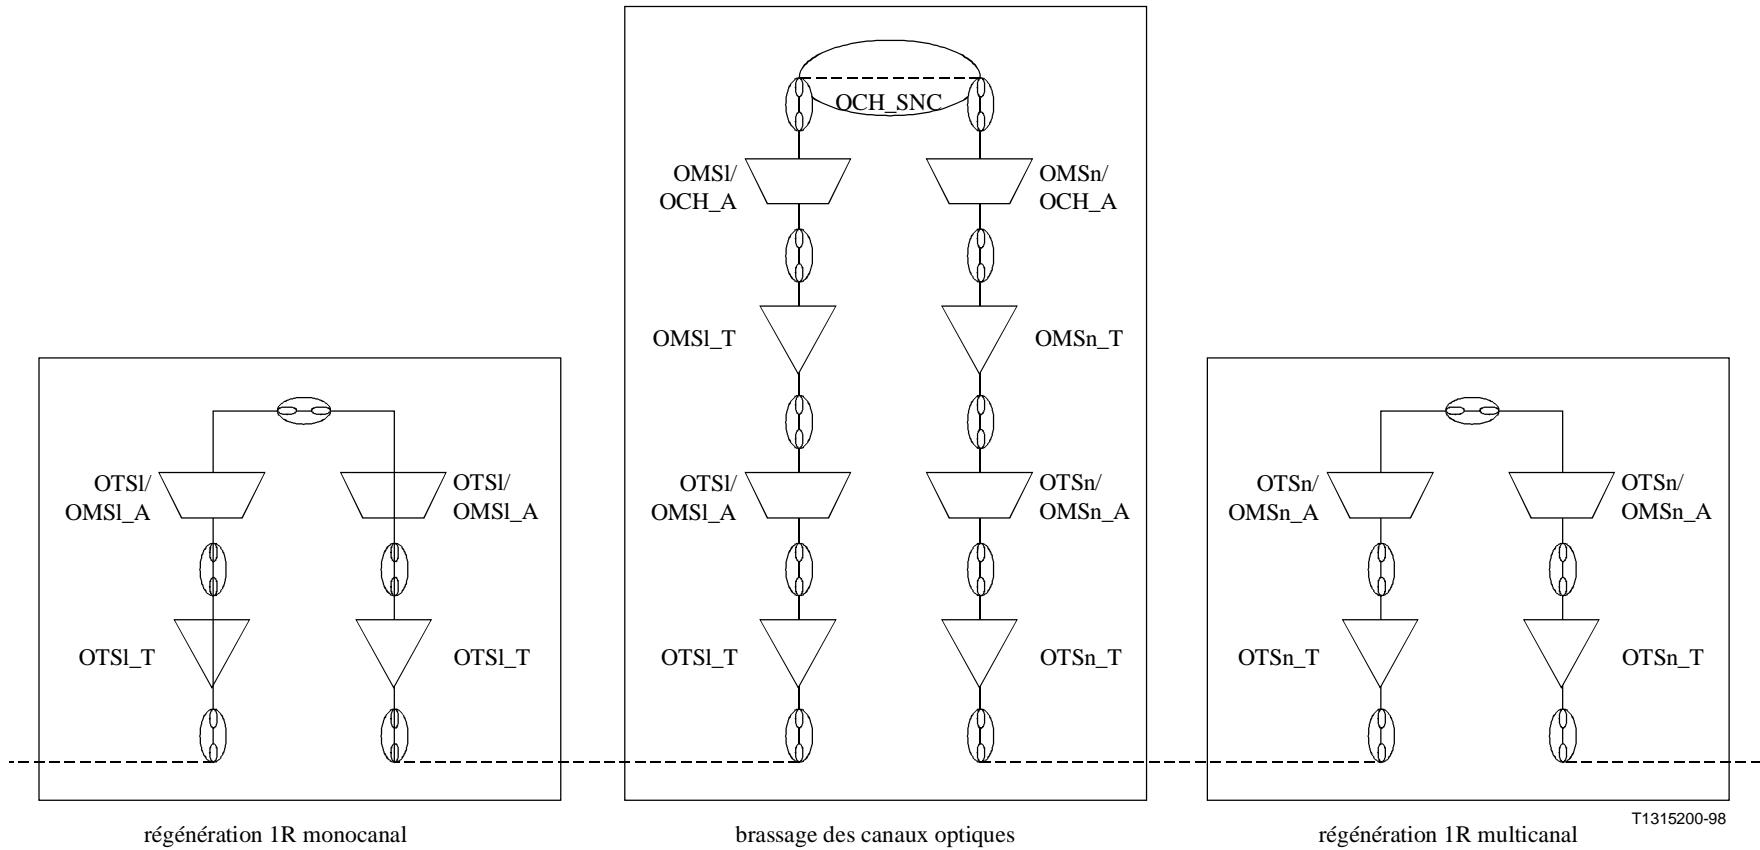 OCH_SNC
OMSl/
OCH_A
OMSn/
OCH_A
OMSl_T
OMSn_T
OTSl/
OMSl_A
OTSl/
OMSl_A
OTSl/
OMSl_A
OTSn/
OMSn_A
OTSn/
OMSn_A
OTSn/
OMSn_A
OTSl_T
OTSl_T
OTSl_T
OTSn_T
OTSn_T
OTSn_T
T1315200-98
régénération 1R monocanal
brassage des canaux optiques
régénération 1R multicanal